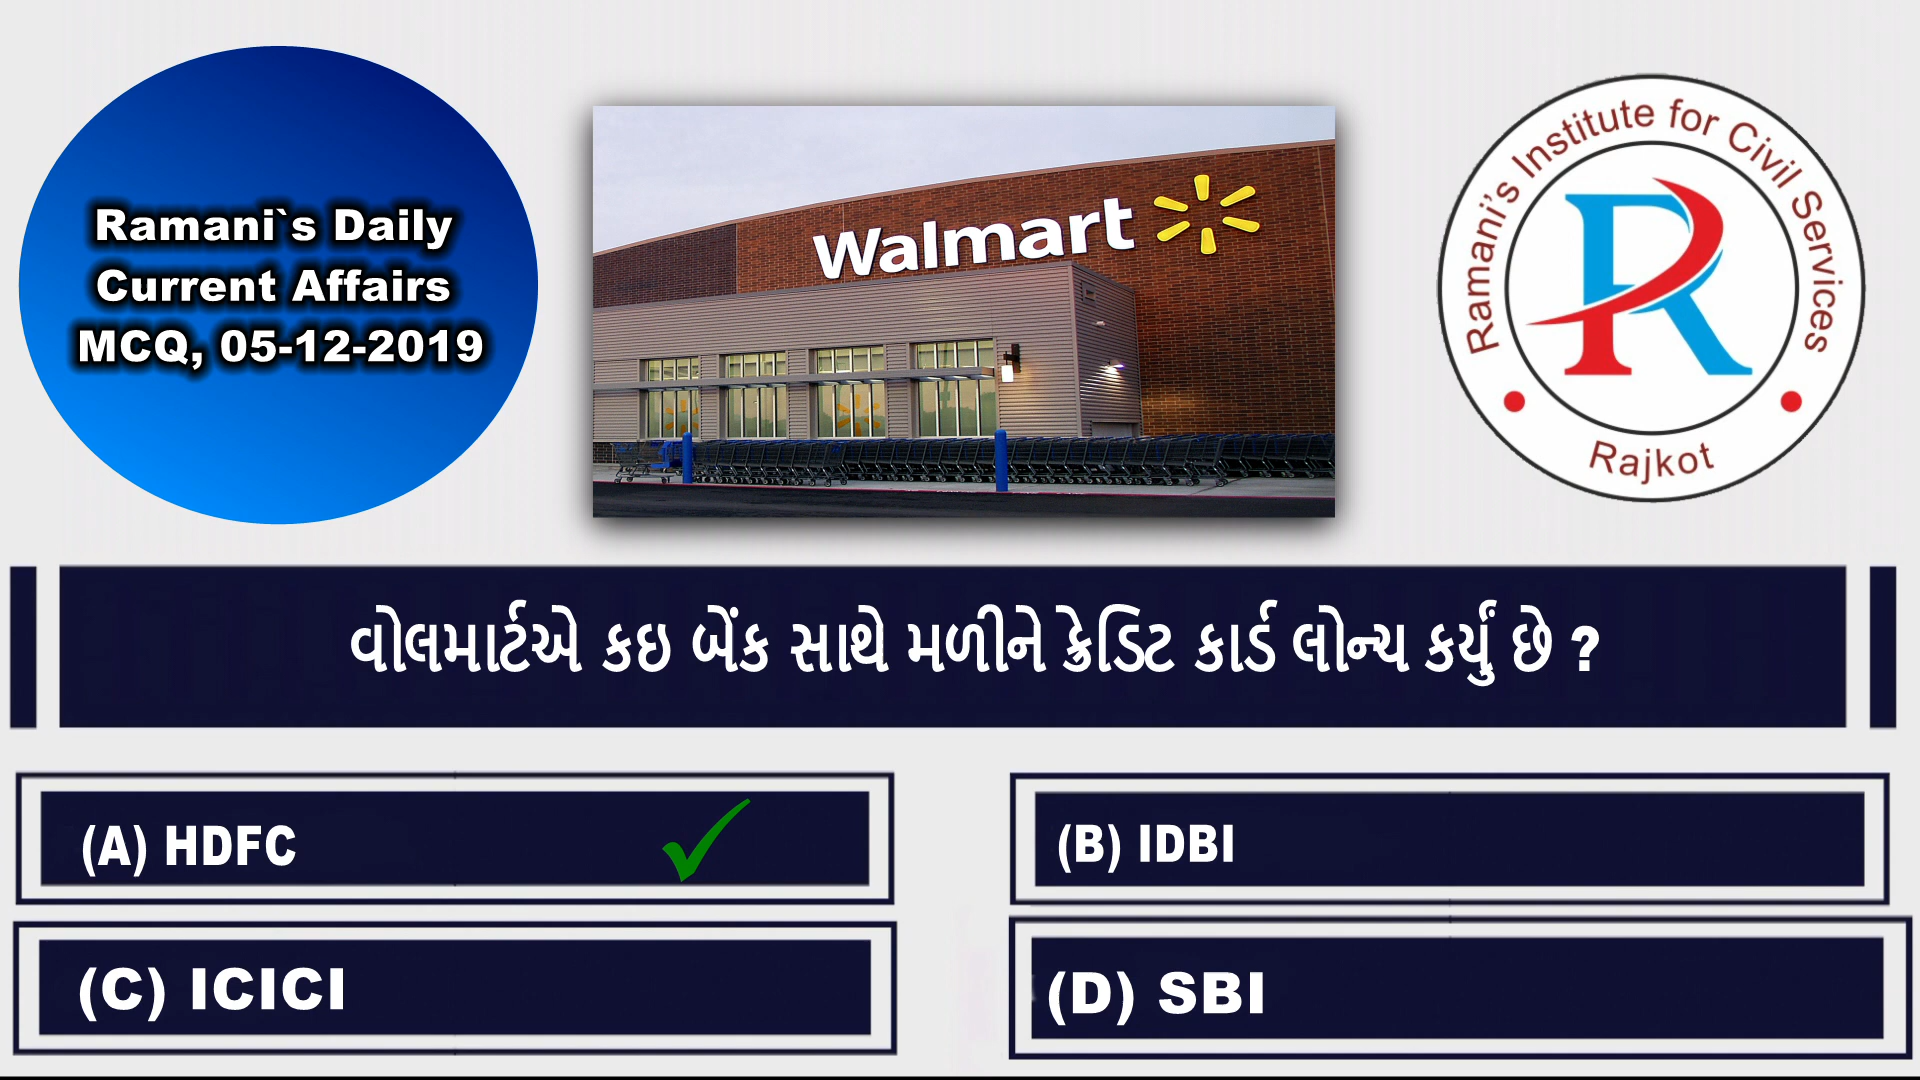 Ramani`s Daily
Current Affairs
MCQ, 05-12-2019
Walmart
Ramani's Institute for Civil Services
R
Rajkot
વોલમાર્ટએ કઇ બેંક સાથે મળીને ક્રેડિટ કાર્ડ લોન્ચ કર્યું છે ?
(A) HDFC
(B) IDBI
(C) ICICI
(D) SBI